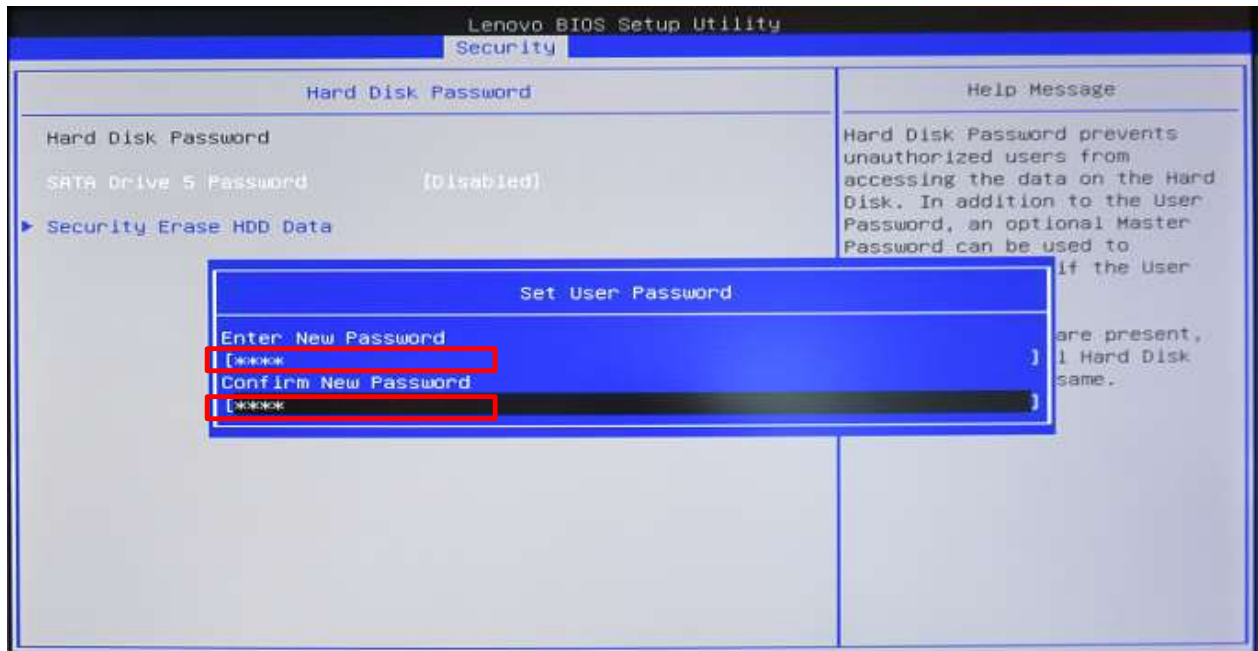 Lenovo BIOS Setup Utility
Security
Hard Disk Password
Hard Disk Password
SATA Drive 5 Password [Disabled]
Security Erase HDD Data
Help Message
Hard Disk Password prevents
unauthorized users from
accessing the data on the Hard
Disk. In addition to the User
Password, an optional Master
Password can be used to
if the User
are present,
l Hard Disk
same.
Set User Password
Enter New Password
[**** ]
Confirm New Password
[**** ]